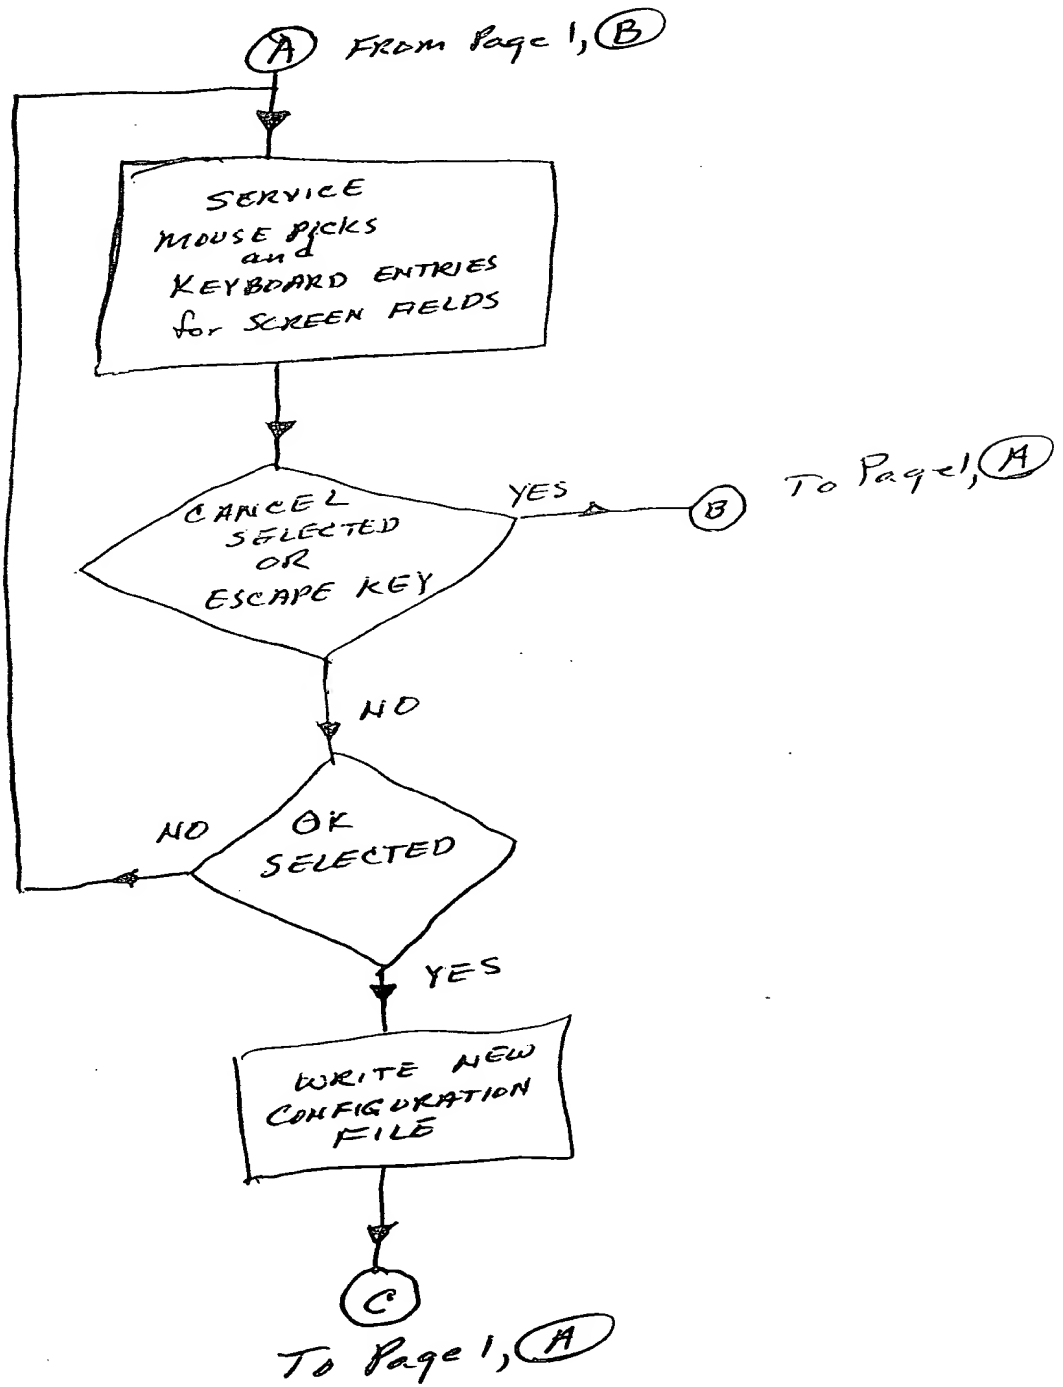 A FROM Page 1, B
SERVICE
MOUSE PICKS
and
KEYBOARD ENTRIES
for SCREEN FIELDS
CANCEL
SELECTED
OR
ESCAPE KEY
YES
B
To Page 1, A
NO
OK
SELECTED
NO
YES
WRITE NEW
CONFIGURATION
FILE
C
To Page 1, A